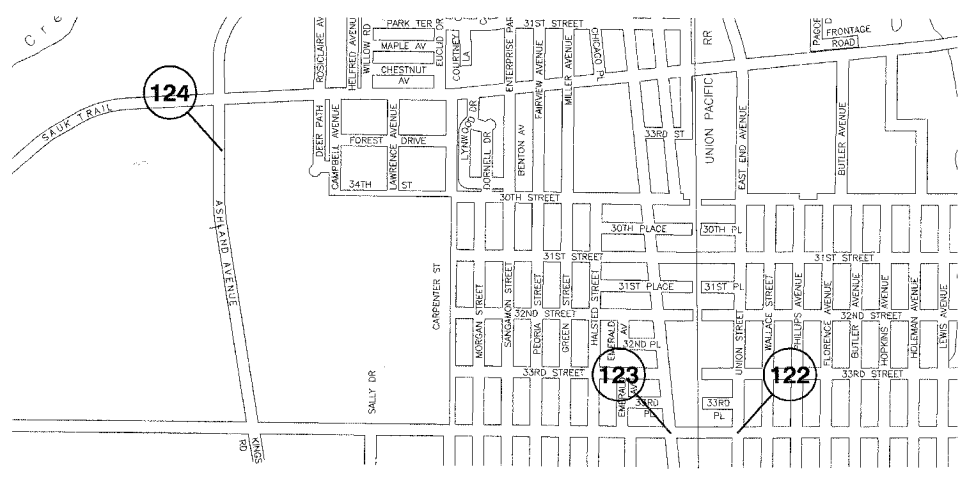 Cre
PARK TER
MAPLE AV
CHESTNUT
AV
ROSICLAIRE AV
HELFRED AVENUE
WILLOW RD
EUCLID DR
COURTNEY
LA
ENTERPRISE PAR
31ST STREET
FAIRVIEW AVENUE
MILLER AVENUE
CHICAGO
PL
RR
UNION PACIFIC
FRONTAGE
ROAD
124
SAUK TRAIL
DEER PATH
CAMPBELL AVENUE
LAWRENCE AVENUE
FOREST DRIVE
34TH ST
LYNWOOD DR
DORNELL DR
BENTON AV
33RD ST
EAST END AVENUE
BUTLER AVENUE
30TH STREET
30TH PLACE
30TH PL
ASHLAND AVENUE
31ST STREET
31ST STREET
CARPENTER ST
MORGAN STREET
SANGAMON STREET
PEORIA STREET
GREEN STREET
HALSTED STREET
31ST PLACE
31ST PL
32ND STREET
32ND STREET
EMERALD
AV
32ND PL
UNION STREET
WALLACE STREET
PHILLIPS AVENUE
FLORENCE AVENUE
BUTLER AVENUE
HOPKINS AVENUE
HOLEMAN AVENUE
LEWIS AVENUE
33RD STREET
33RD STREET
123
122
SALLY DR
EMERALD
AV
33RD
PL
33RD
PL
KINGS
RD